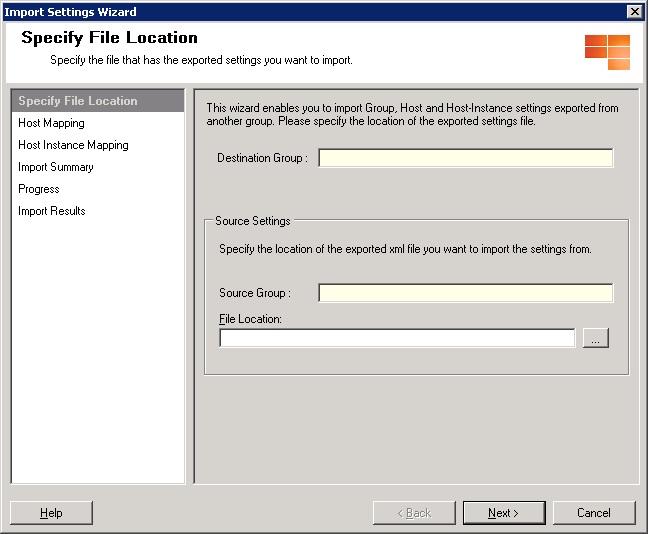 Import Settings Wizard
Specify File Location
Specify the file that has the exported settings you want to import.
Specify File Location
Host Mapping
Host Instance Mapping
Import Summary
Progress
Import Results
This wizard enables you to import Group, Host and Host-Instance settings exported from
another group. Please specify the location of the exported settings file.
Destination Group :
Source Settings
Specify the location of the exported xml file you want to import the settings from.
Source Group :
File Location:
...
Help
< Back
Next >
Cancel